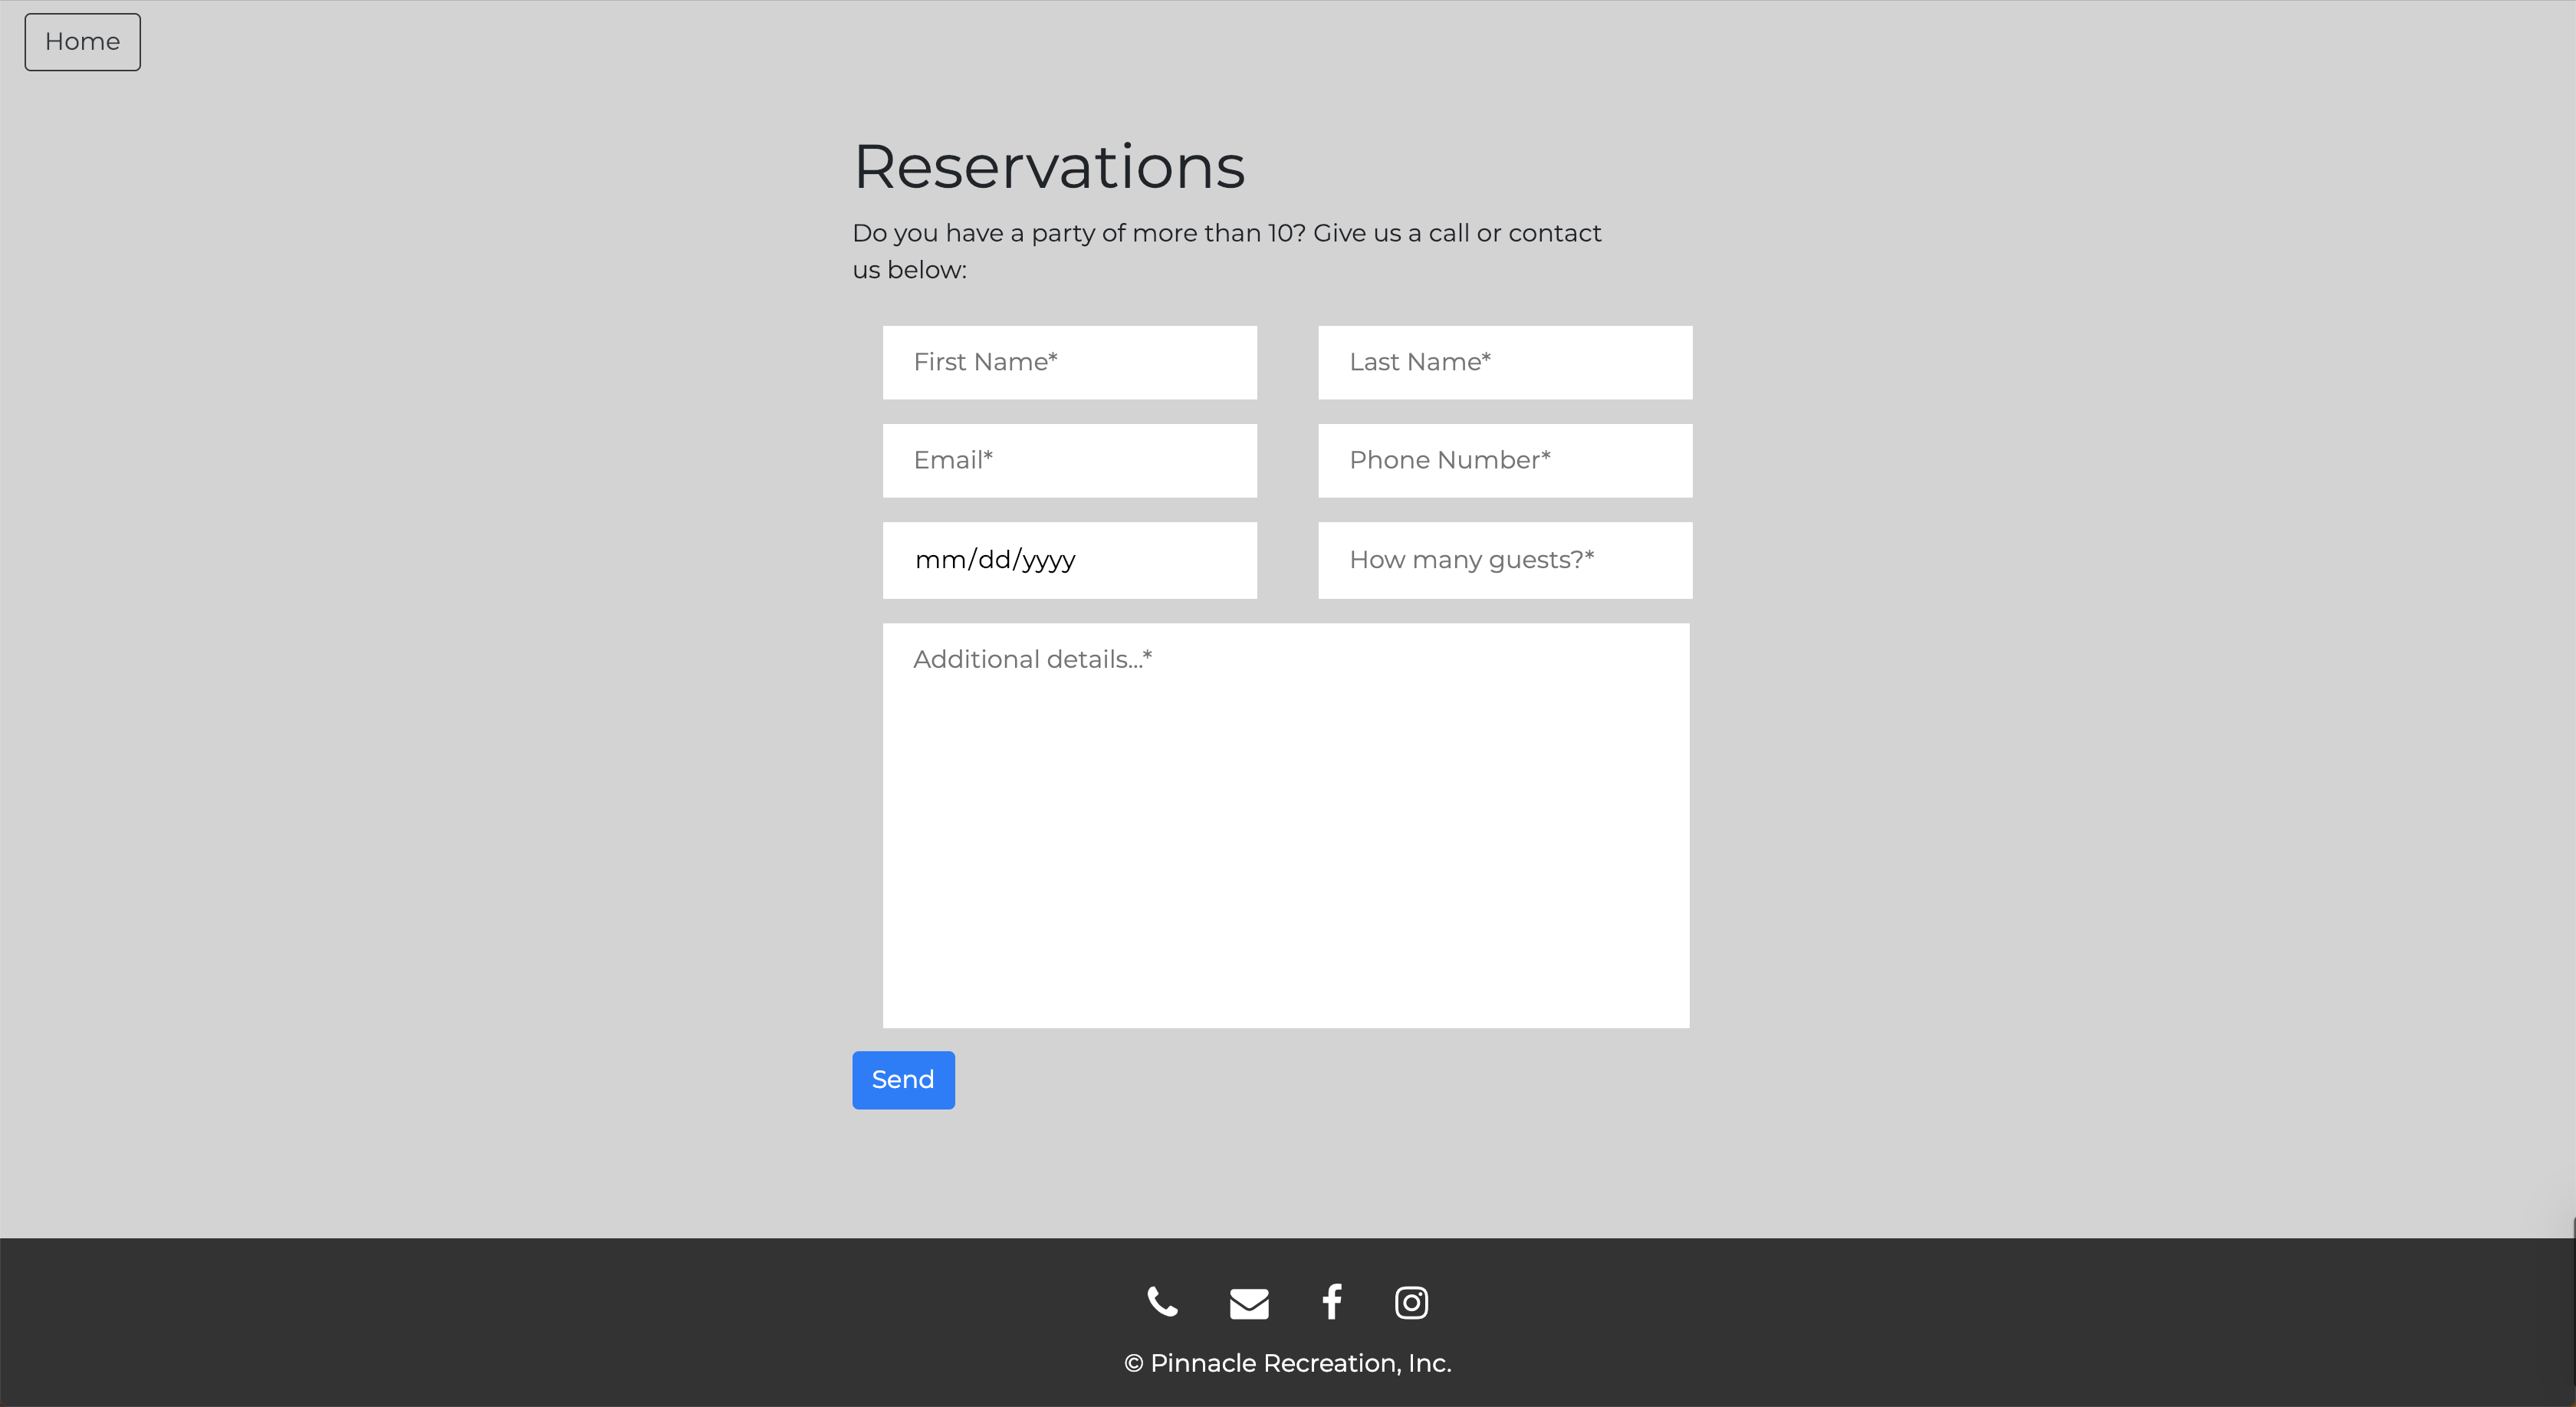 Home
Reservations
Do you have a party of more than 10? Give us a call or contact
us below:
First Name*
Last Name*
Email*
Phone Number*
mm/dd/yyyy
How many guests?*
Additional details...*
Send
© Pinnacle Recreation, Inc.